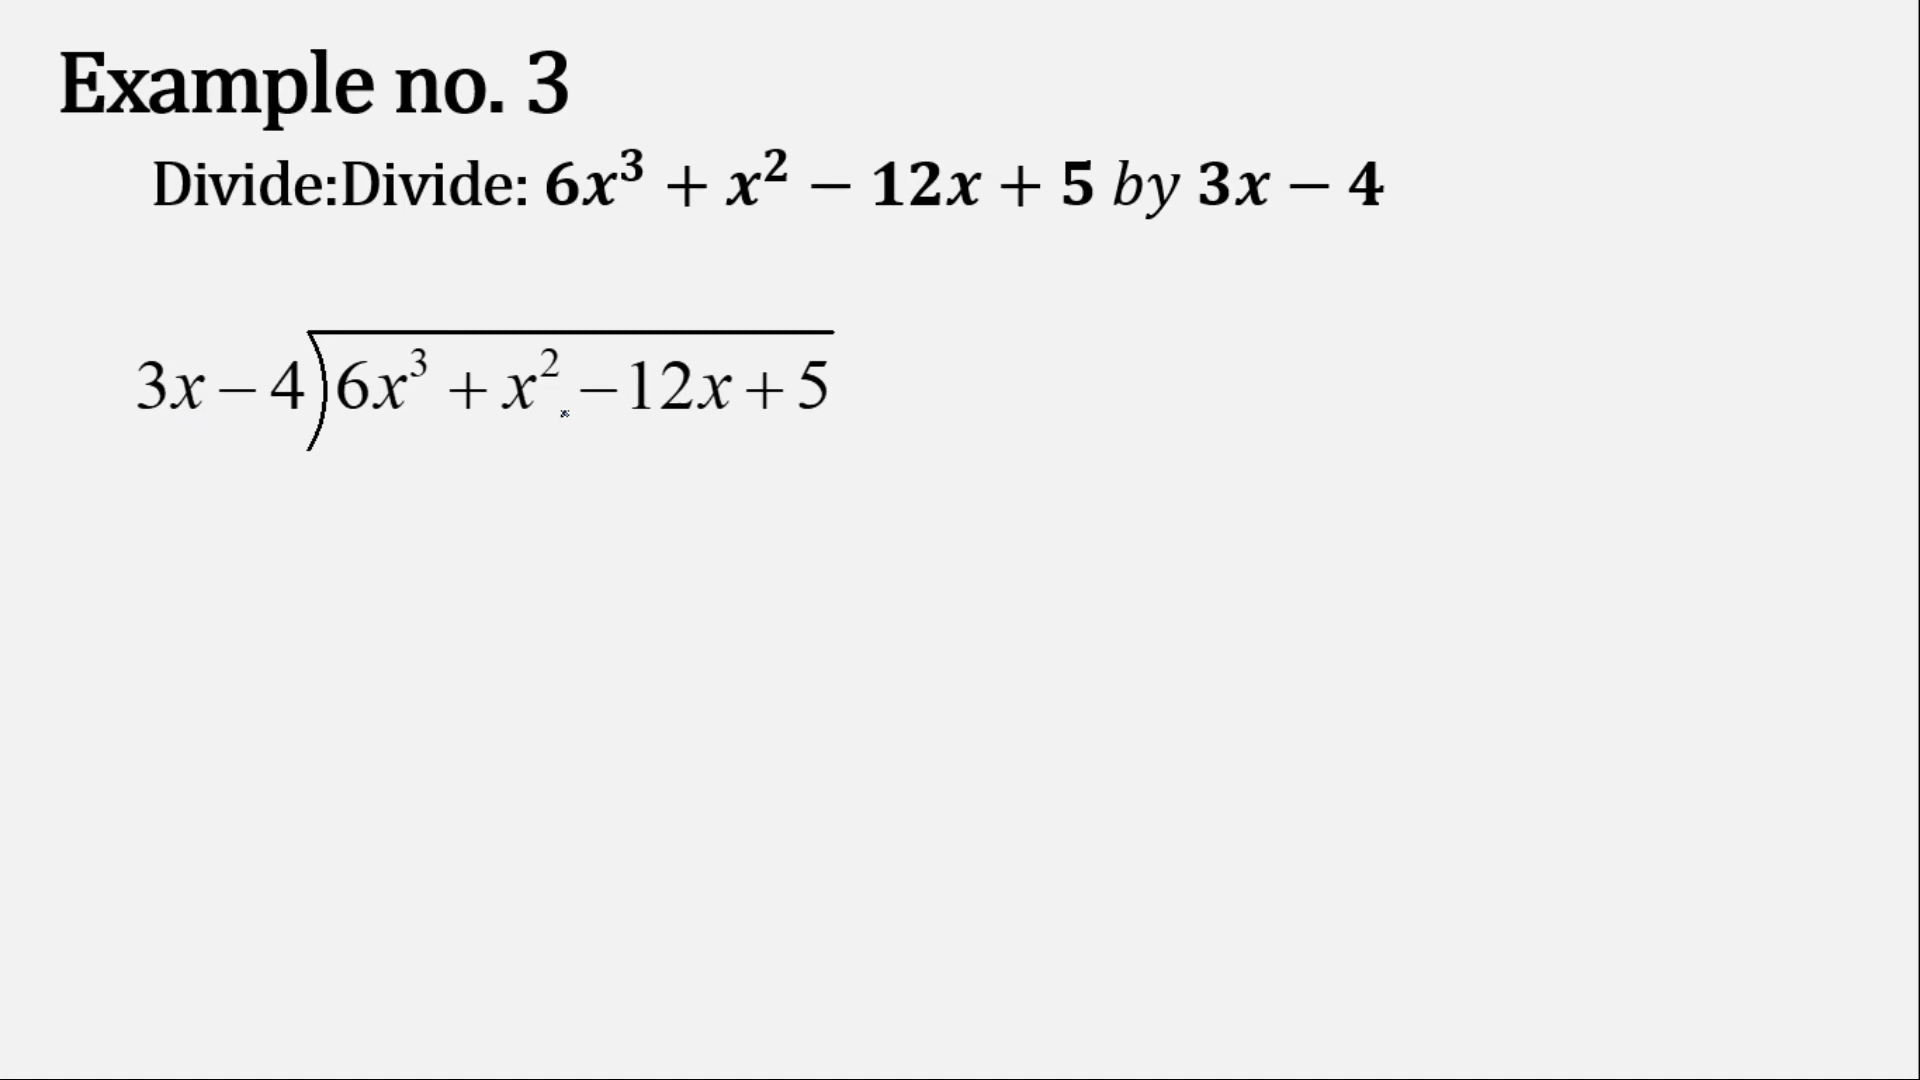 Example no. 3
Divide:Divide: 6x³ + x² − 12x + 5 by 3x − 4
3x − 4)6x³ + x² − 12x + 5